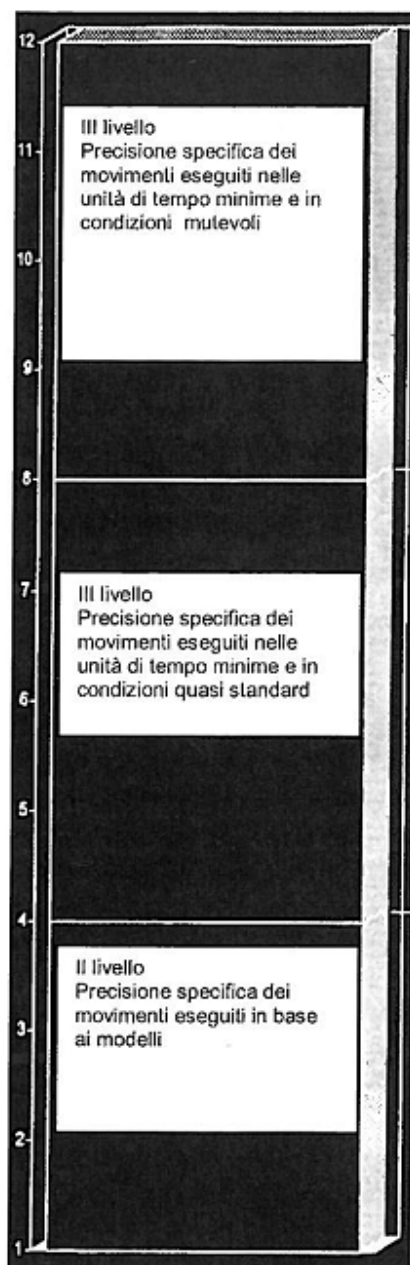 12
III livello
Precisione specifica dei
movimenti eseguiti nelle
unità di tempo minime e in
condizioni mutevoli
11
10
9
8
7
III livello
Precisione specifica dei
movimenti eseguiti nelle
unità di tempo minime e in
condizioni quasi standard
6
5
4
II livello
Precisione specifica dei
movimenti eseguiti in base
ai modelli
3
2
1